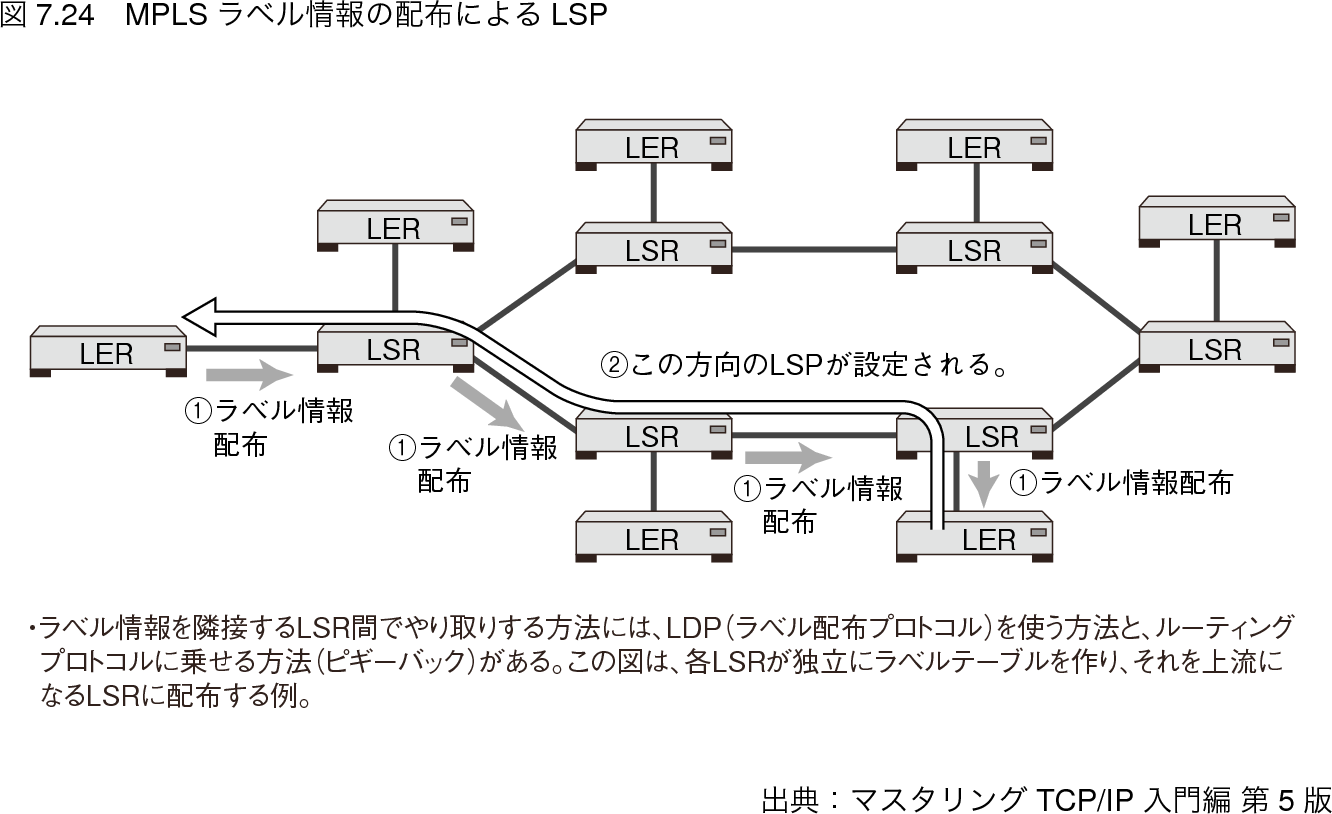 図 7.24　MPLS ラベル情報の配布による LSP
LER
LER
LER
LER
LSR
LSR
LER
LSR
LSR
②この方向のLSPが設定される。
①ラベル情報
配布
①ラベル情報
配布
LSR
LSR
①ラベル情報
配布
①ラベル情報配布
LER
LER
・ラベル情報を隣接するLSR間でやり取りする方法には、LDP（ラベル配布プロトコル）を使う方法と、ルーティング
プロトコルに乗せる方法（ピギーバック）がある。この図は、各LSRが独立にラベルテーブルを作り、それを上流に
なるLSRに配布する例。
出典：マスタリング TCP/IP 入門編 第 5 版